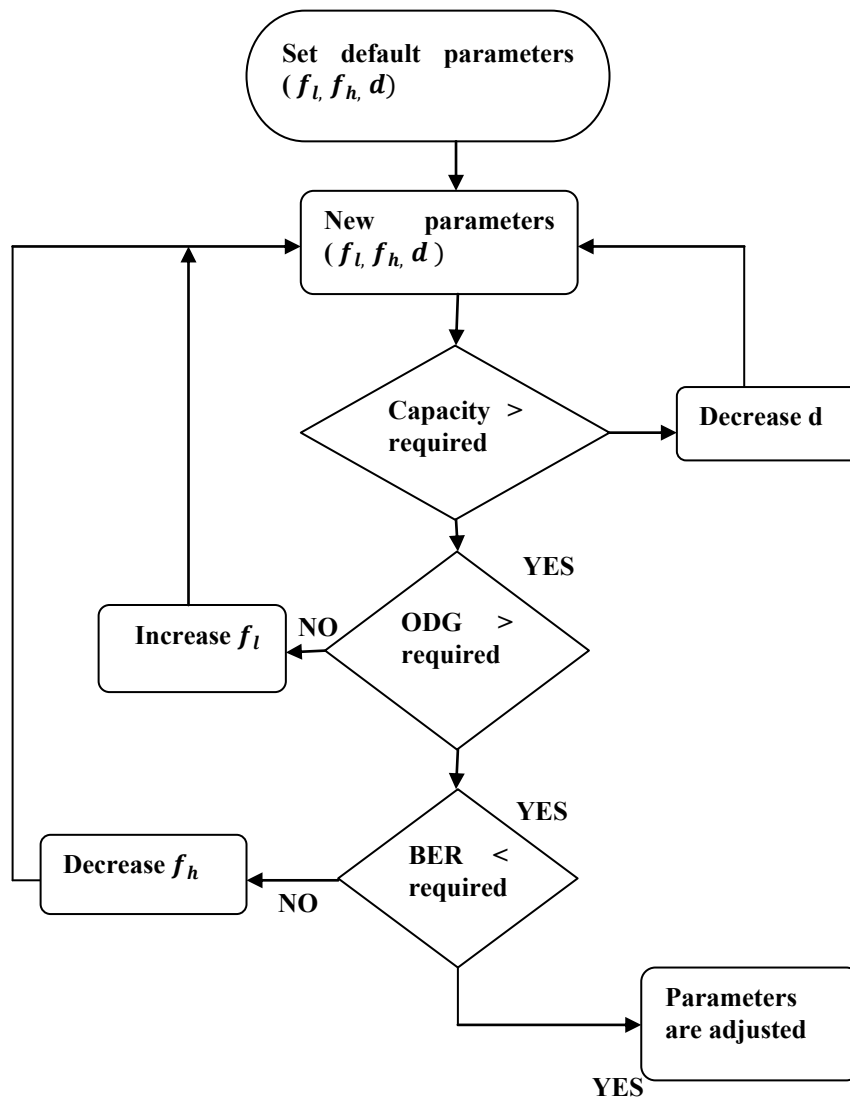 Set default parameters
( f_l, f_h, d)
New parameters
( f_l, f_h, d )
Capacity >
required
Decrease d
YES
Increase f_l
NO
ODG >
required
YES
BER <
required
Decrease f_h
NO
Parameters
are adjusted
YES